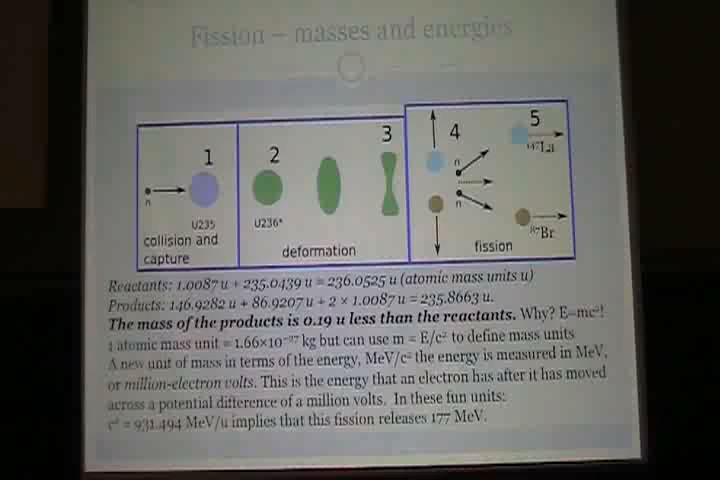 Fission – masses and energies
1
2
3
4
5
n
n
n
U235
U236*
¹⁴⁷La
⁸⁷Br
collision and
capture
deformation
fission
Reactants: 1.0087 u + 235.0439 u = 236.0525 u (atomic mass units u)
Products: 146.9282 u + 86.9207 u + 2 × 1.0087 u = 235.8663 u.
The mass of the products is 0.19 u less than the reactants. Why? E=mc²!
1 atomic mass unit = 1.66×10⁻²⁷ kg but can use m = E/c² to define mass units
A new unit of mass in terms of the energy, MeV/c² the energy is measured in MeV,
or million-electron volts. This is the energy that an electron has after it has moved
across a potential difference of a million volts. In these fun units:
c² = 931.494 MeV/u implies that this fission releases 177 MeV.